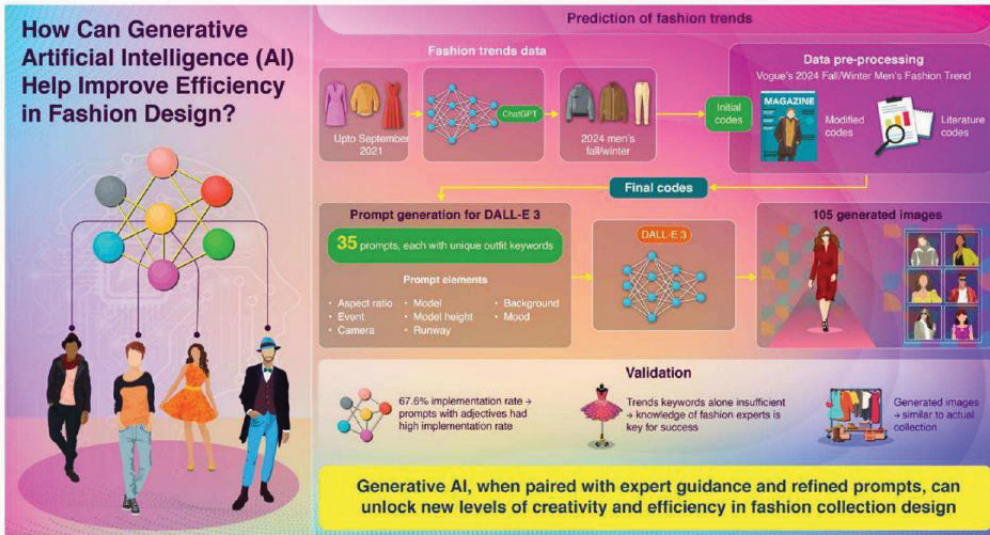 How Can Generative
Artificial Intelligence (AI)
Help Improve Efficiency
in Fashion Design?
Prediction of fashion trends
Fashion trends data
Upto September
2021
ChatGPT
2024 men's
fall/winter
Initial
codes
Data pre-processing
Vogue's 2024 Fall/Winter Men's Fashion Trend
MAGAZINE
Modified
codes
Literature
codes
Final codes
Prompt generation for DALL-E 3
35 prompts, each with unique outfit keywords
Prompt elements
• Aspect ratio
• Event
• Camera
• Model
• Model height
• Runway
• Background
• Mood
DALL-E 3
105 generated images
Validation
67.6% implementation rate →
prompts with adjectives had
high implementation rate
Trends keywords alone insufficient
→ knowledge of fashion experts is
key for success
Generated images
→ similar to actual
collection
Generative AI, when paired with expert guidance and refined prompts, can
unlock new levels of creativity and efficiency in fashion collection design